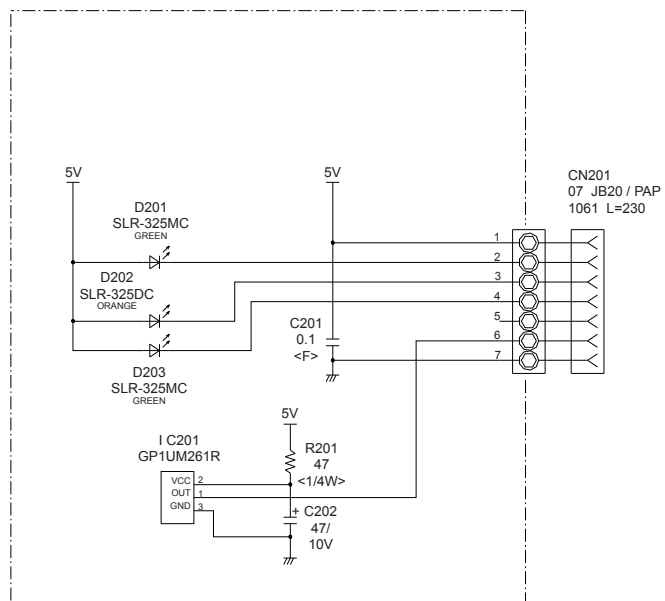 5V
D201
SLR-325MC
GREEN
D202
SLR-325DC
ORANGE
D203
SLR-325MC
GREEN
5V
C201
0.1
<F>
1
2
3
4
5
6
7
CN201
07 JB20 / PAP
1061 L=230
5V
R201
47
<1/4W>
I C201
GP1UM261R
VCC 2
OUT 1
GND 3
+ C202
47/
10V